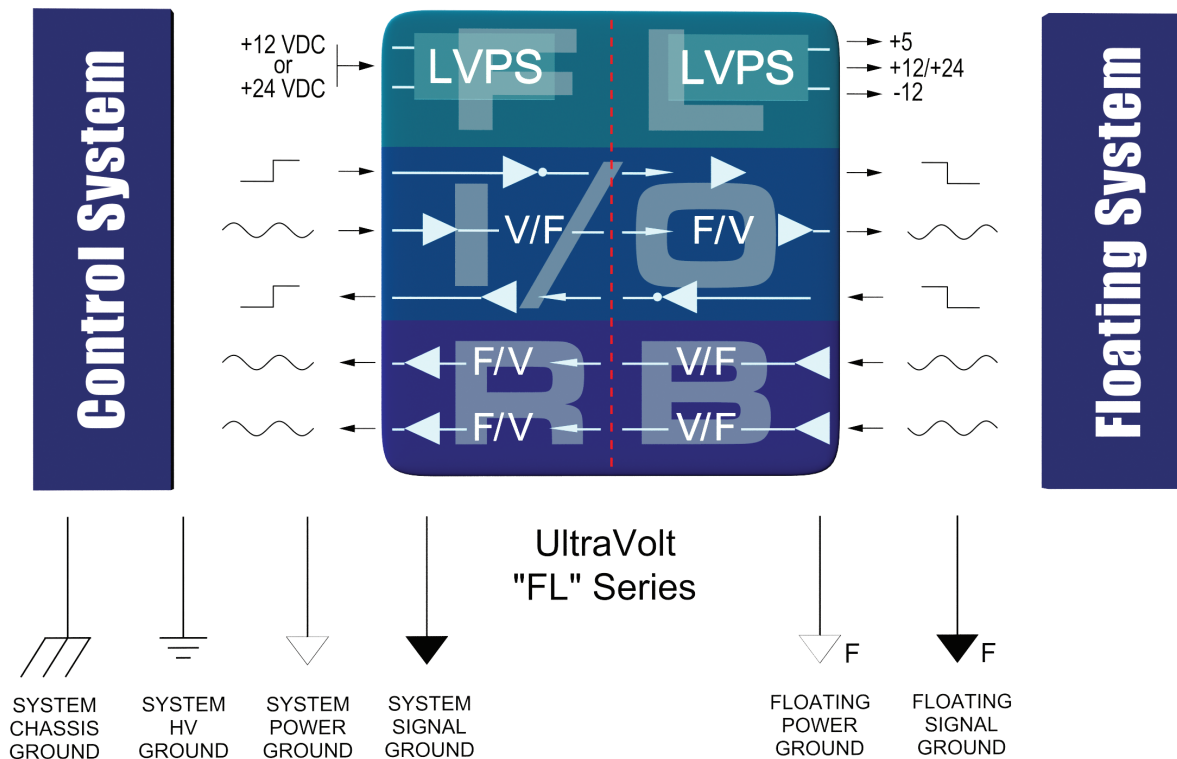 Control System
+12 VDC
or
+24 VDC
FL
LVPS
LVPS
+5
+12/+24
-12
I/O
V/F
F/V
RB
F/V
V/F
F/V
V/F
Floating System
UltraVolt
"FL" Series
SYSTEM
CHASSIS
GROUND
SYSTEM
HV
GROUND
SYSTEM
POWER
GROUND
SYSTEM
SIGNAL
GROUND
F
FLOATING
POWER
GROUND
F
FLOATING
SIGNAL
GROUND